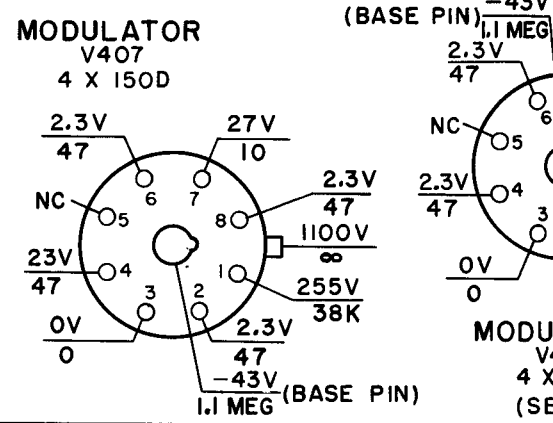 MODULATOR
V407
4 X 150D
2.3V
47
27V
10
NC
5
6
7
8
2.3V
47
1100V
∞
23V
47
4
3
2
1
255V
38K
0V
0
2.3V
47
-43V
1.1 MEG
(BASE PIN)
(BASE PIN)
-43V
1.1 MEG
2.3V
47
6
NC
5
2.3V
47
4
3
0V
0
MODU
V4
4 X
(SE